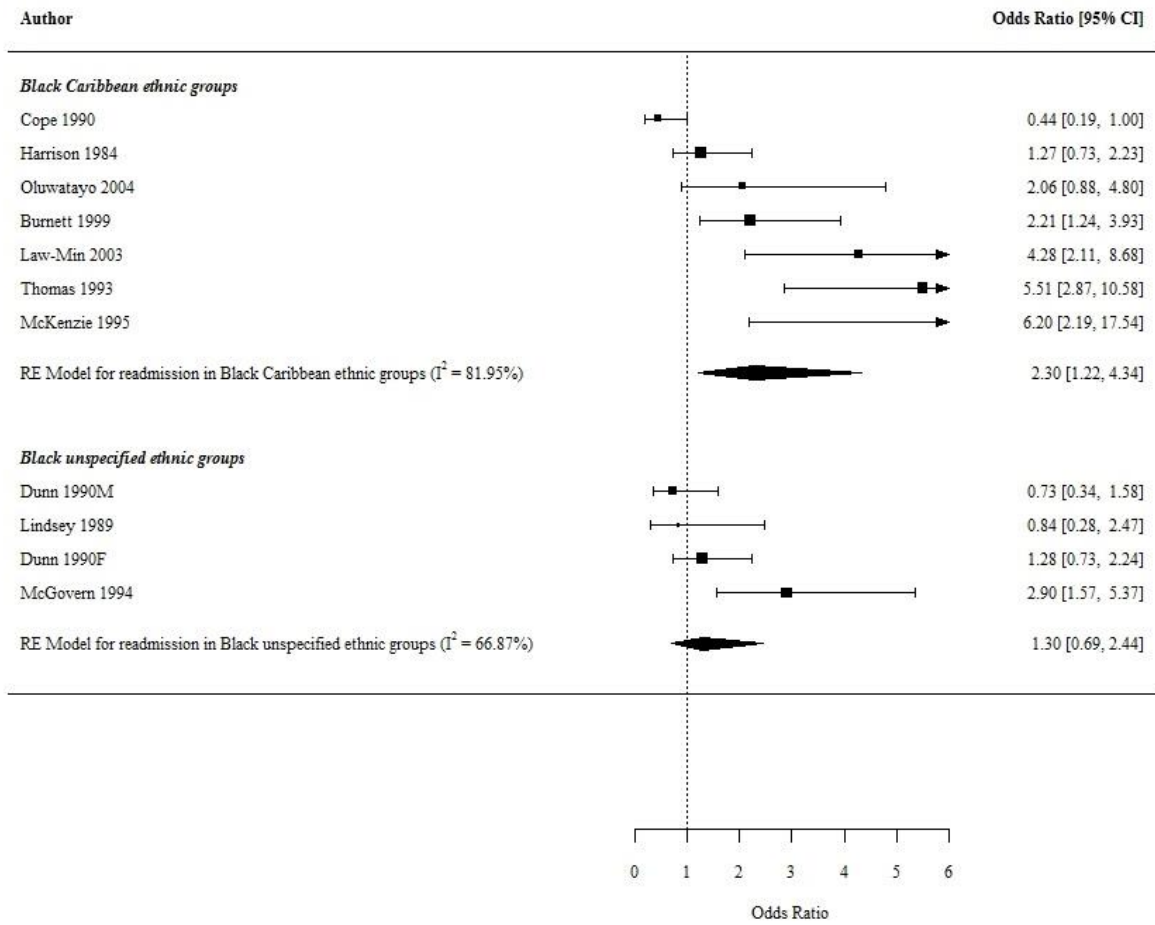 Author Odds Ratio [95% CI]
Black Caribbean ethnic groups
Cope 1990 0.44 [0.19, 1.00]
Harrison 1984 1.27 [0.73, 2.23]
Oluwatayo 2004 2.06 [0.88, 4.80]
Burnett 1999 2.21 [1.24, 3.93]
Law-Min 2003 4.28 [2.11, 8.68]
Thomas 1993 5.51 [2.87, 10.58]
McKenzie 1995 6.20 [2.19, 17.54]
RE Model for readmission in Black Caribbean ethnic groups (I² = 81.95%) 2.30 [1.22, 4.34]
Black unspecified ethnic groups
Dunn 1990M 0.73 [0.34, 1.58]
Lindsey 1989 0.84 [0.28, 2.47]
Dunn 1990F 1.28 [0.73, 2.24]
McGovern 1994 2.90 [1.57, 5.37]
RE Model for readmission in Black unspecified ethnic groups (I² = 66.87%) 1.30 [0.69, 2.44]
0 1 2 3 4 5 6
Odds Ratio